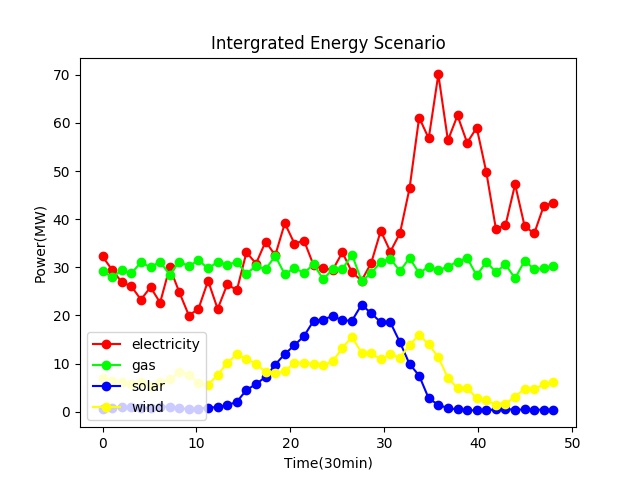 Intergrated Energy Scenario
Power(MW)
70
60
50
40
30
20
10
0
electricity
gas
solar
wind
0 10 20 30 40 50
Time(30min)